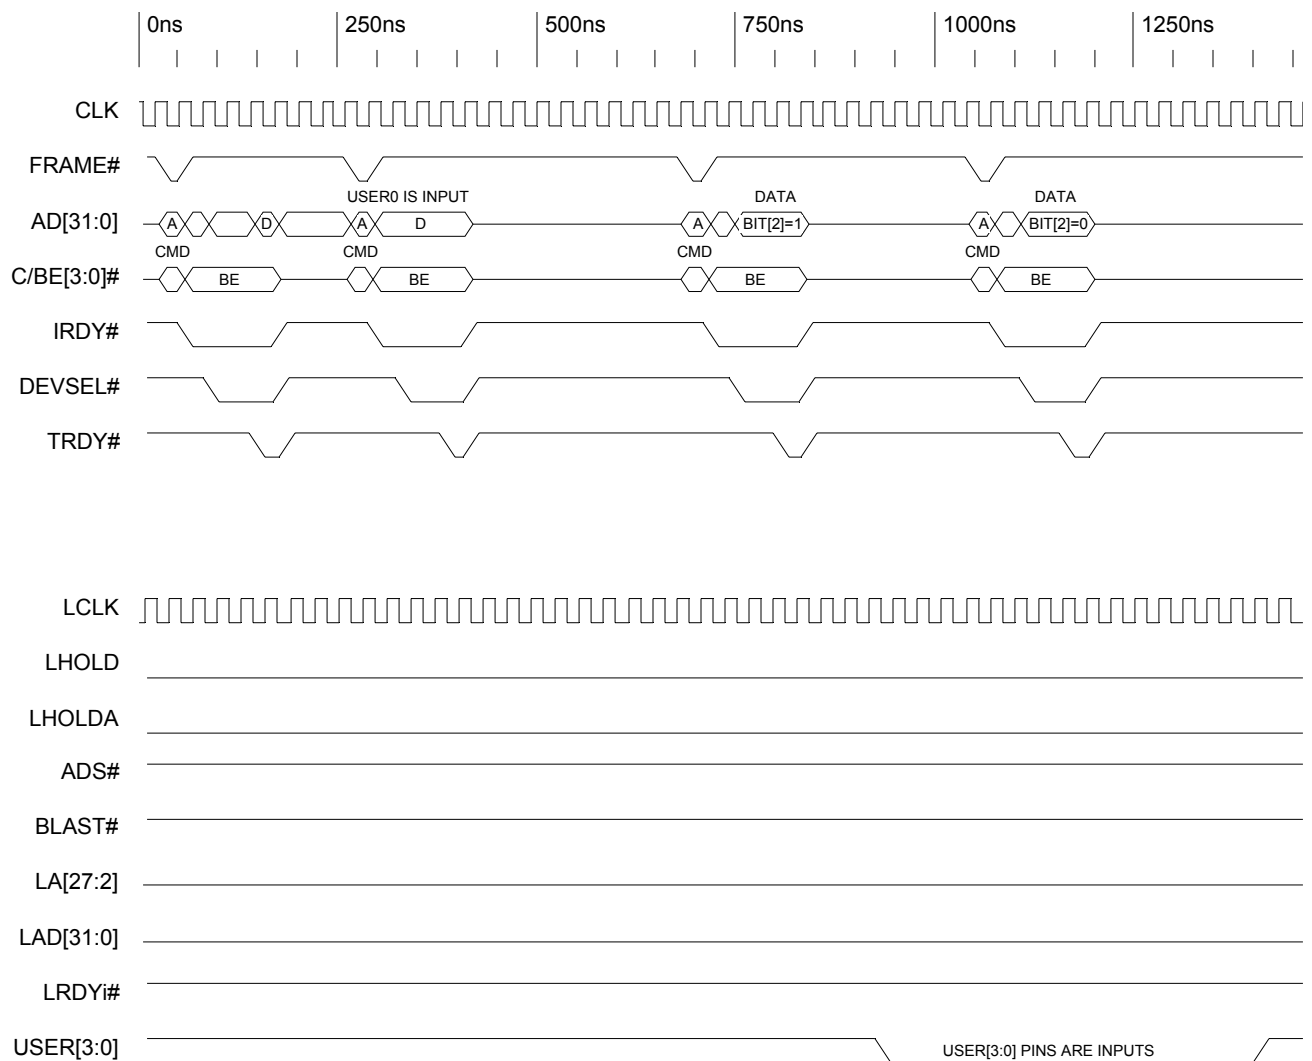 0ns 250ns 500ns 750ns 1000ns 1250ns
CLK
FRAME#
USER0 IS INPUT DATA DATA
AD[31:0] A D A D A BIT[2]=1 A BIT[2]=0
CMD CMD CMD CMD
C/BE[3:0]# BE BE BE BE
IRDY#
DEVSEL#
TRDY#
LCLK
LHOLD
LHOLDA
ADS#
BLAST#
LA[27:2]
LAD[31:0]
LRDYi#
USER[3:0] USER[3:0] PINS ARE INPUTS